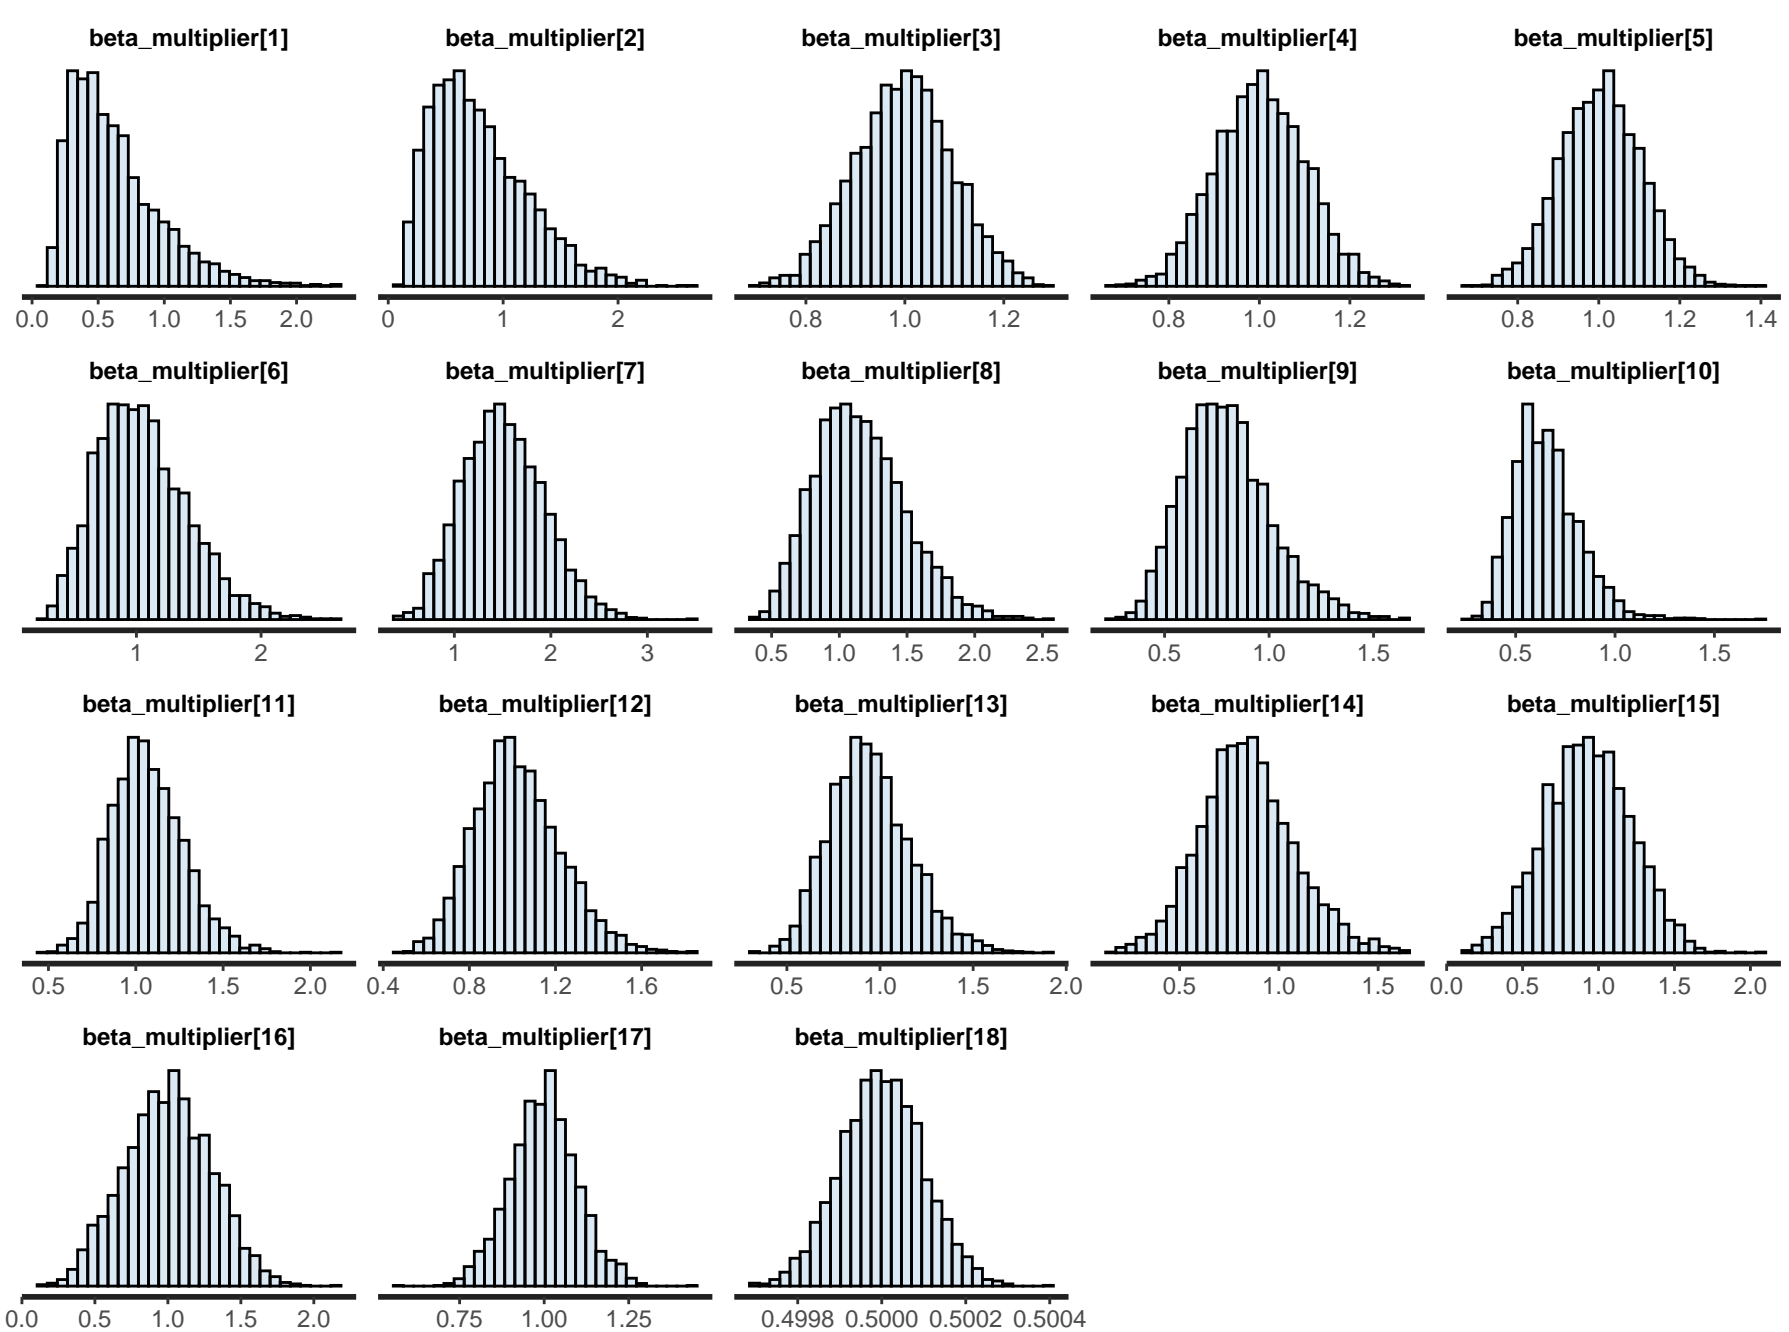 beta_multiplier[1] beta_multiplier[2] beta_multiplier[3] beta_multiplier[4] beta_multiplier[5]
0.0 0.5 1.0 1.5 2.0 0 1 2 0.8 1.0 1.2 0.8 1.0 1.2 0.8 1.0 1.2 1.4
beta_multiplier[6] beta_multiplier[7] beta_multiplier[8] beta_multiplier[9] beta_multiplier[10]
1 2 1 2 3 0.5 1.0 1.5 2.0 2.5 0.5 1.0 1.5 0.5 1.0 1.5
beta_multiplier[11] beta_multiplier[12] beta_multiplier[13] beta_multiplier[14] beta_multiplier[15]
0.5 1.0 1.5 2.0 0.4 0.8 1.2 1.6 0.5 1.0 1.5 2.0 0.5 1.0 1.5 0.0 0.5 1.0 1.5 2.0
beta_multiplier[16] beta_multiplier[17] beta_multiplier[18]
0.0 0.5 1.0 1.5 2.0 0.75 1.00 1.25 0.4998 0.5000 0.5002 0.5004